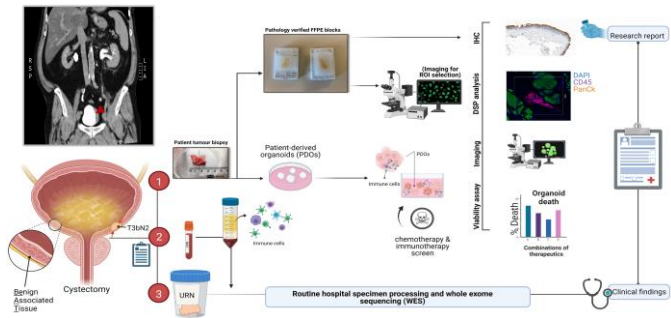 Pathology verified FFPE blocks
IHC
Research report
(Imaging for
ROI selection)
DSP analysis
DAPI
CD45
PanCk
R
S
P
L
I
A
Patient tumour biopsy
Patient-derived
organoids (PDOs)
PDOs
Immune cells
Imaging
1
T3bN2
2
Immune cells
chemotherapy &
immunotherapy
screen
Viability assay
Organoid
death
% Death
Combinations of
therapeutics
Benign
Associated
Tissue
Cystectomy
3
URN
Routine hospital specimen processing and whole exome
sequencing (WES)
Clinical findings